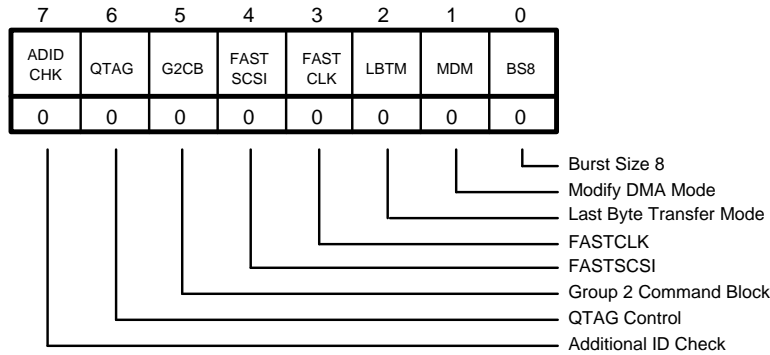 7 6 5 4 3 2 1 0
ADID CHK QTAG G2CB FAST SCSI FAST CLK LBTM MDM BS8
0 0 0 0 0 0 0 0
Burst Size 8
Modify DMA Mode
Last Byte Transfer Mode
FASTCLK
FASTSCSI
Group 2 Command Block
QTAG Control
Additional ID Check